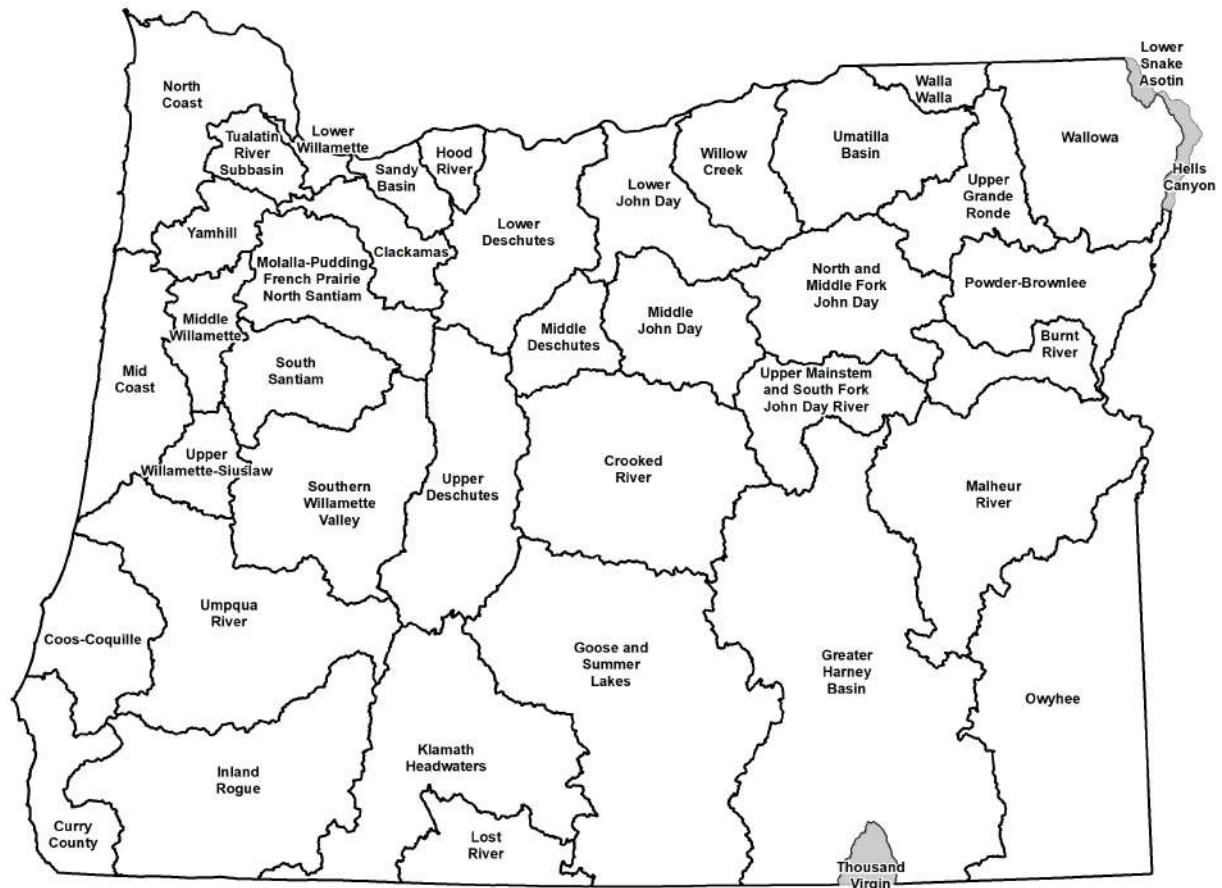 Lower
Snake
Asotin
North
Coast
Walla
Walla
Tualatin
River
Subbasin
Lower
Willamette
Sandy
Basin
Hood
River
Willow
Creek
Umatilla
Basin
Wallowa
Hells
Canyon
Lower
John Day
Upper
Grande
Ronde
Yamhill
Lower
Deschutes
Clackamas
Molalla-Pudding
French Prairie
North Santiam
North and
Middle Fork
John Day
Powder-Brownlee
Middle
Willamette
Middle
Deschutes
Middle
John Day
Burnt
River
Mid
Coast
South
Santiam
Upper Mainstem
and South Fork
John Day River
Upper
Willamette-Siuslaw
Southern
Willamette
Valley
Upper
Deschutes
Crooked
River
Malheur
River
Umpqua
River
Coos-Coquille
Goose and
Summer
Lakes
Greater
Harney
Basin
Owyhee
Inland
Rogue
Klamath
Headwaters
Curry
County
Lost
River
Thousand
Virgin